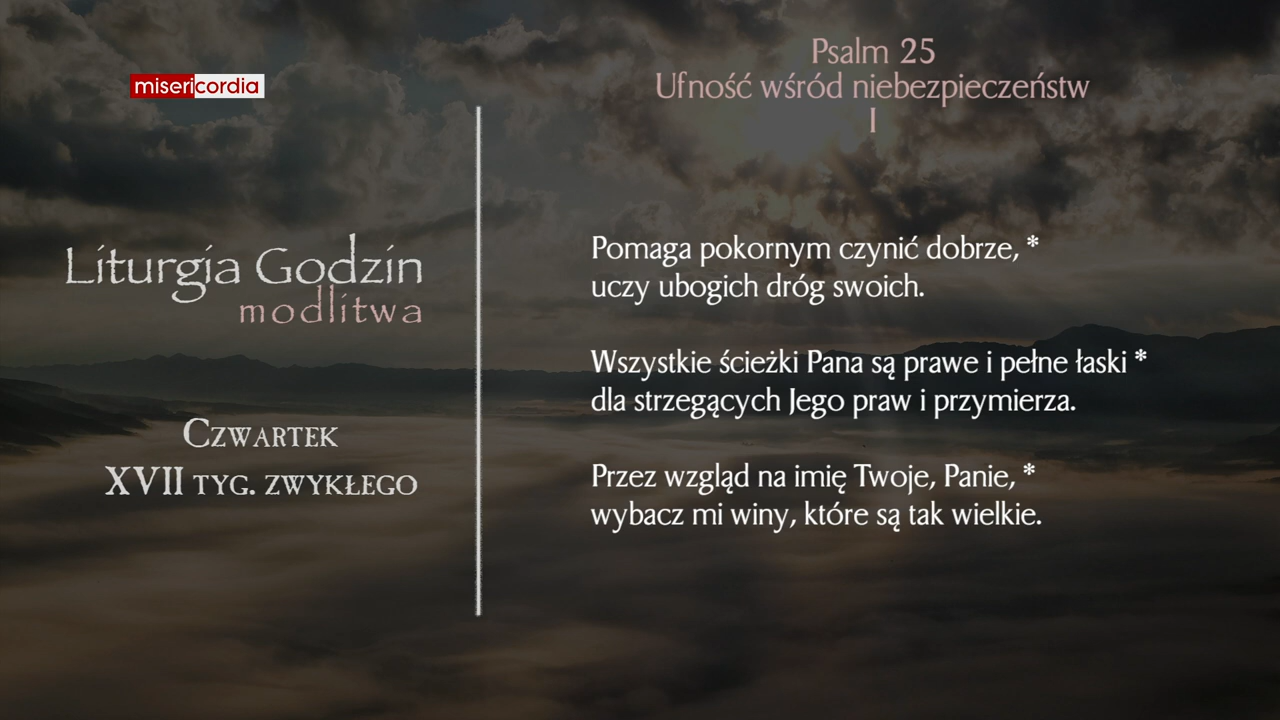 misericordia
Liturgia Godzin
modlitwa
Czwartek
XVII tyg. zwykłego
Psalm 25
Ufność wśród niebezpieczeństw
I
Pomaga pokornym czynić dobrze, *
uczy ubogich dróg swoich.
Wszystkie ścieżki Pana są prawe i pełne łaski *
dla strzegących Jego praw i przymierza.
Przez wzgląd na imię Twoje, Panie, *
wybacz mi winy, które są tak wielkie.